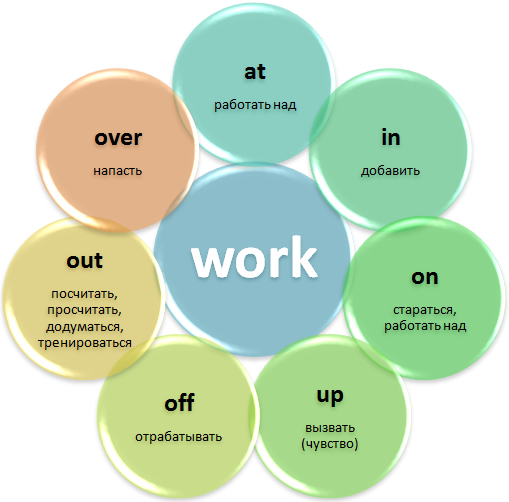 at
работать над
in
добавить
on
стараться,
работать над
up
вызвать
(чувство)
off
отрабатывать
out
посчитать,
просчитать,
додуматься,
тренироваться
over
напасть
work